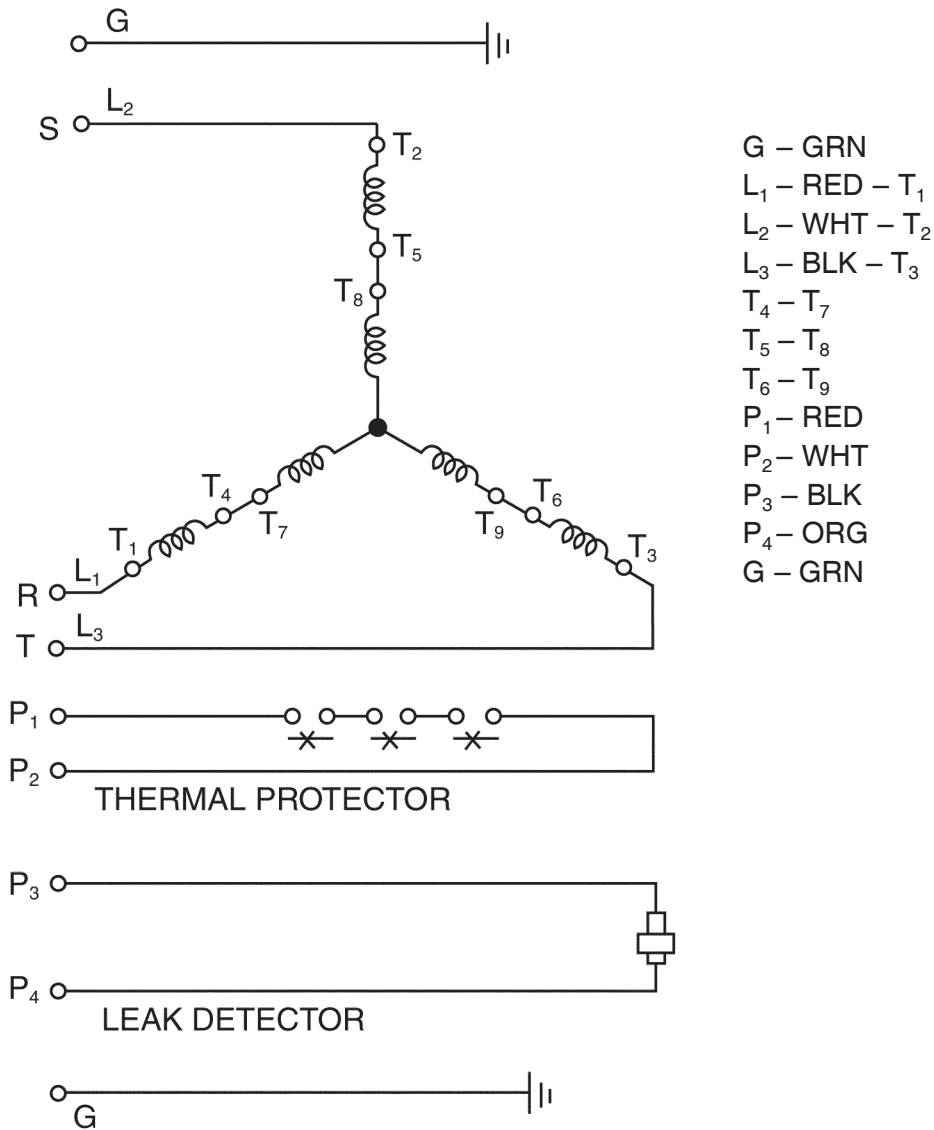 G
S L₂
T₂
T₅
T₈
T₄
T₇
T₁
T₆
T₉
T₃
R L₁
T L₃
P₁
P₂
THERMAL PROTECTOR
P₃
P₄
LEAK DETECTOR
G
G – GRN
L₁ – RED – T₁
L₂ – WHT – T₂
L₃ – BLK – T₃
T₄ – T₇
T₅ – T₈
T₆ – T₉
P₁ – RED
P₂ – WHT
P₃ – BLK
P₄ – ORG
G – GRN